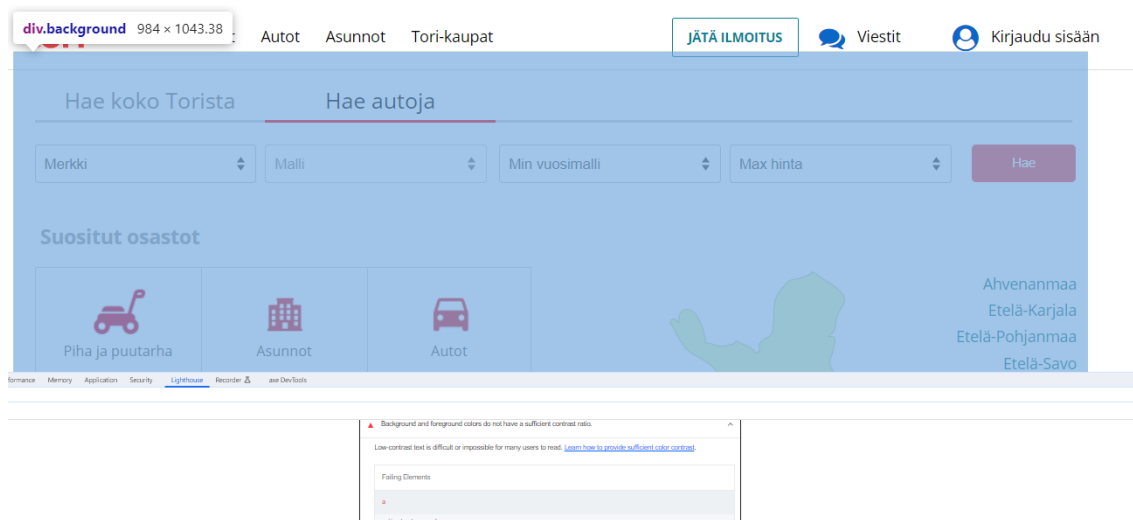 div.background 984 × 1043.38
Autot Asunnot Tori-kaupat JÄTÄ ILMOITUS Viestit Kirjaudu sisään
Hae koko Torista Hae autoja
Merkki Malli Min vuosimalli Max hinta Hae
Suositut osastot
Ahvenanmaa
Etelä-Karjala
Etelä-Pohjanmaa
Etelä-Savo
Piha ja puutarha Asunnot Autot
Memory Application Security Lighthouse Recorder axe DevTools
Background and foreground colors do not have a sufficient contrast ratio.
Low-contrast text is difficult or impossible for many users to read. Learn how to provide sufficient color contrast.
Failing Elements
a